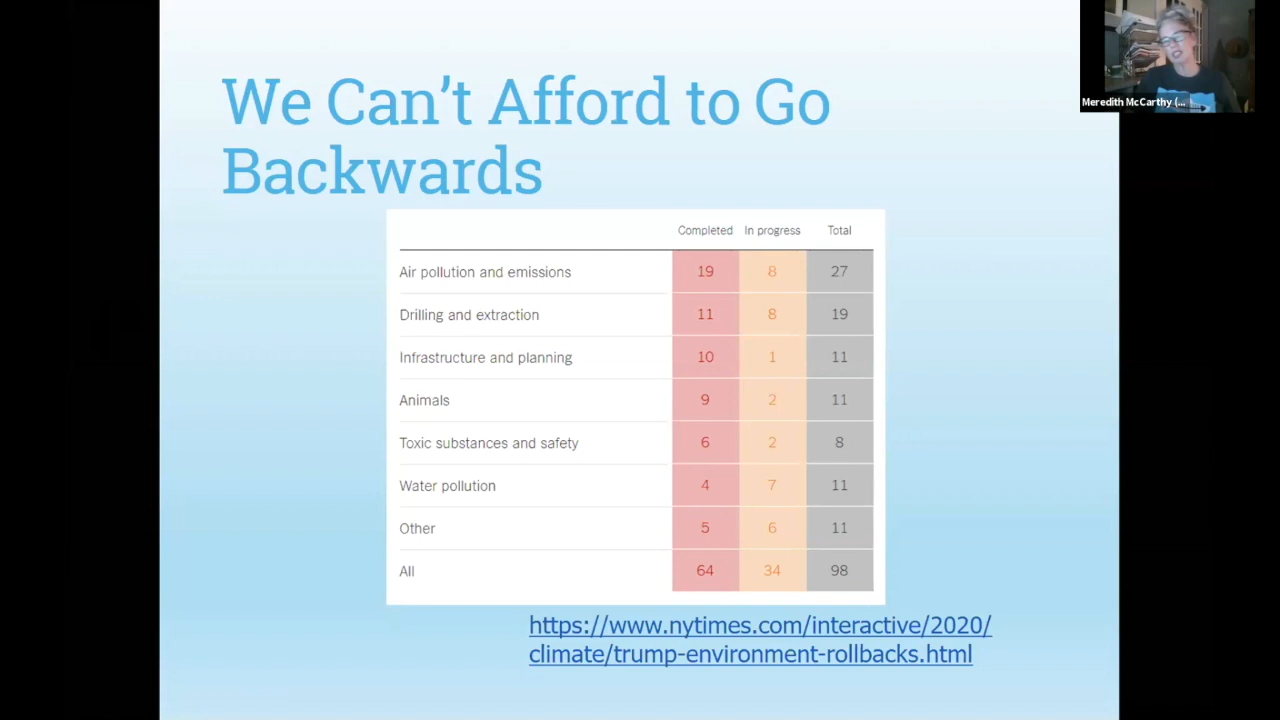 We Can't Afford to Go
Backwards
Meredith McCarthy (...
Completed In progress Total
Air pollution and emissions 19 8 27
Drilling and extraction 11 8 19
Infrastructure and planning 10 1 11
Animals 9 2 11
Toxic substances and safety 6 2 8
Water pollution 4 7 11
Other 5 6 11
All 64 34 98
https://www.nytimes.com/interactive/2020/
climate/trump-environment-rollbacks.html